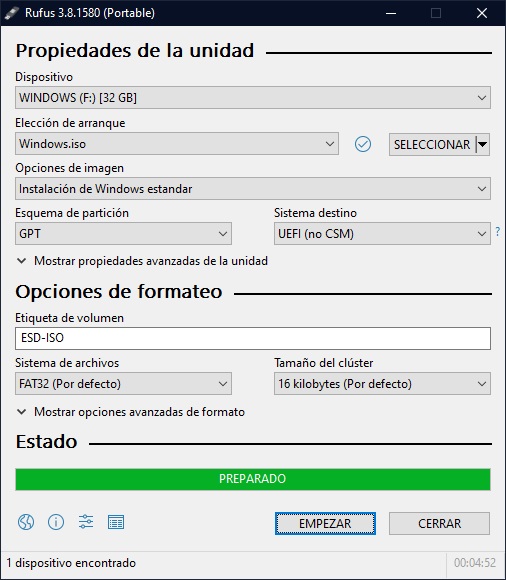 Rufus 3.8.1580 (Portable)
Propiedades de la unidad
Dispositivo
WINDOWS (F:) [32 GB]
Elección de arranque
Windows.iso
SELECCIONAR
Opciones de imagen
Instalación de Windows estandar
Esquema de partición
Sistema destino
GPT
UEFI (no CSM)
?
Mostrar propiedades avanzadas de la unidad
Opciones de formateo
Etiqueta de volumen
ESD-ISO
Sistema de archivos
Tamaño del clúster
FAT32 (Por defecto)
16 kilobytes (Por defecto)
Mostrar opciones avanzadas de formato
Estado
PREPARADO
EMPEZAR
CERRAR
1 dispositivo encontrado
00:04:52